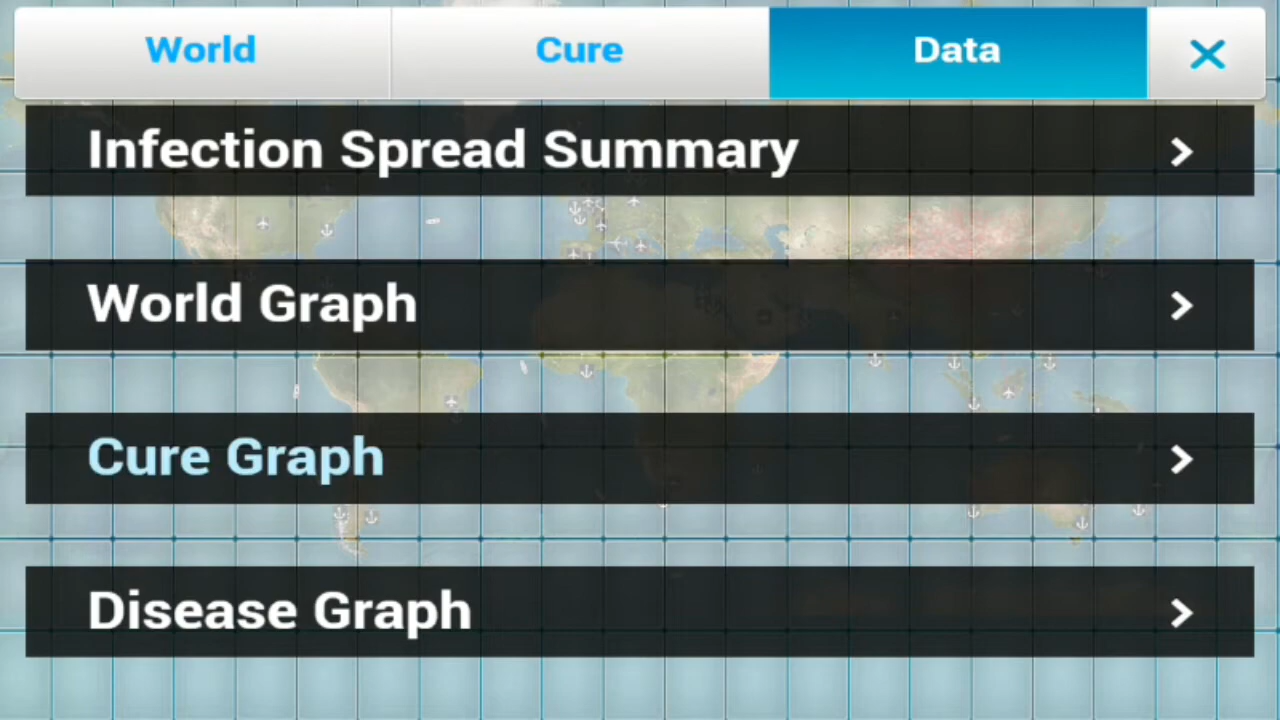 World
Cure
Data
Infection Spread Summary
World Graph
Cure Graph
Disease Graph